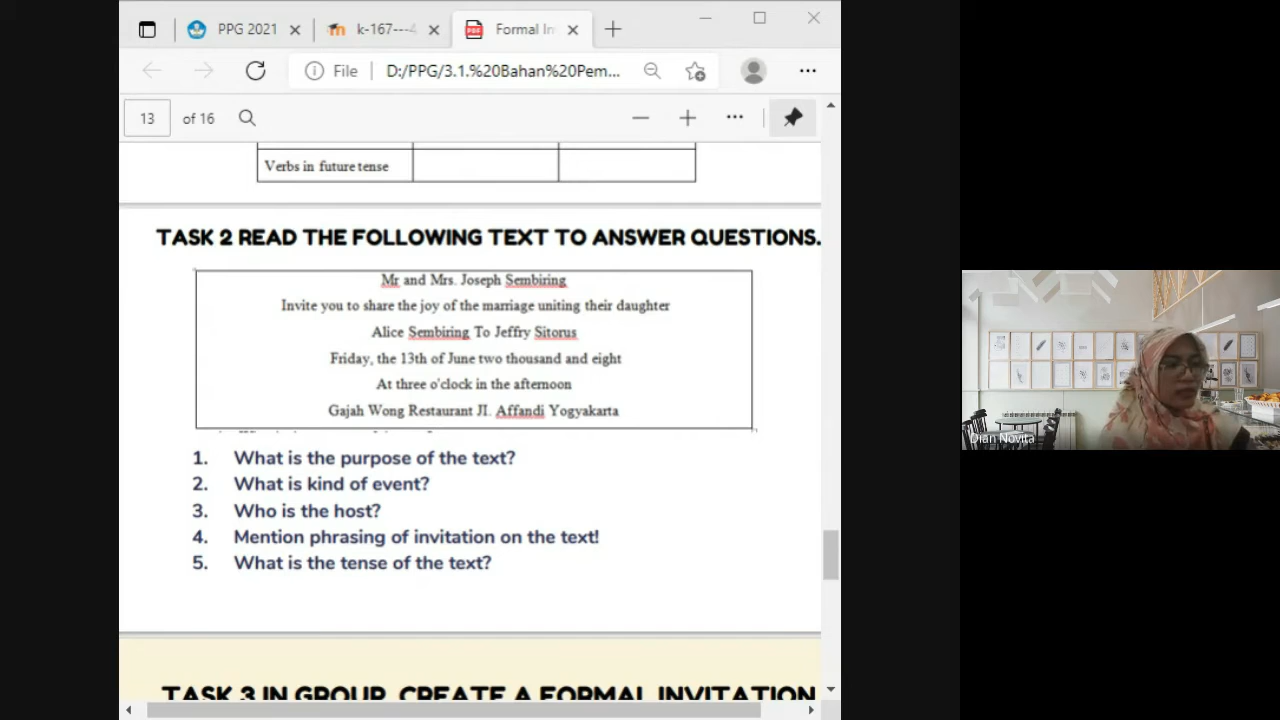 PPG 2021
k-167---4
Formal In
File
D:/PPG/3.1.%20Bahan%20Pem...
13
of 16
Verbs in future tense
TASK 2 READ THE FOLLOWING TEXT TO ANSWER QUESTIONS.
Mr and Mrs. Joseph Sembiring
Invite you to share the joy of the marriage uniting their daughter
Alice Sembiring To Jeffry Sitorus
Friday, the 13th of June two thousand and eight
At three o'clock in the afternoon
Gajah Wong Restaurant JI. Affandi Yogyakarta
1. What is the purpose of the text?
2. What is kind of event?
3. Who is the host?
4. Mention phrasing of invitation on the text!
5. What is the tense of the text?
TASK 3 IN GROUP, CREATE A FORMAL INVITATION
Dian Novita